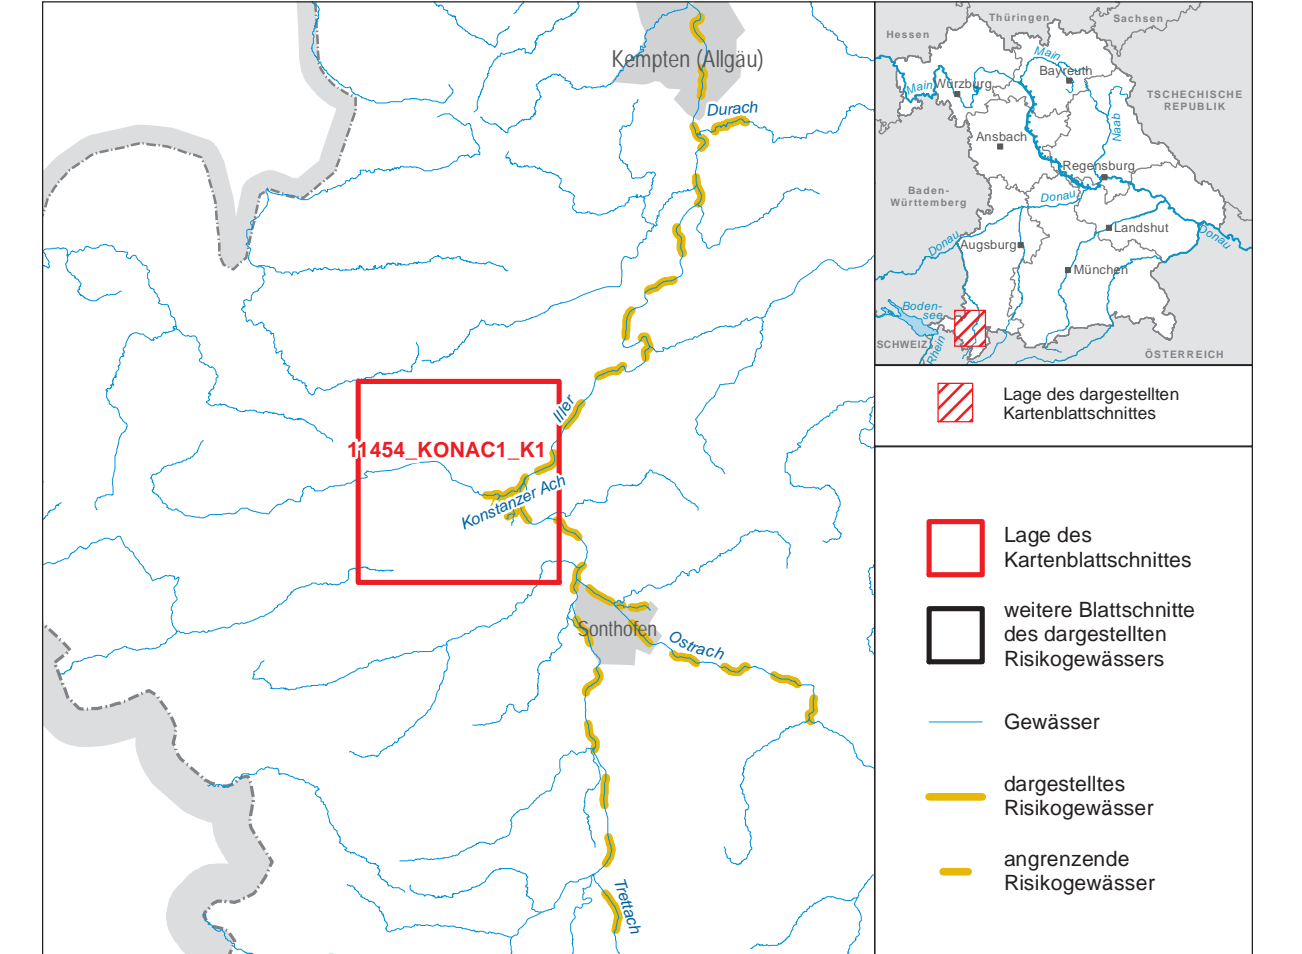 Kempten (Allgäu)
Durach
Iller
11454_KONAC1_K1
Konstanzer Ach
Sonthofen
Ostrach
Trettach
Thüringen
Sachsen
Hessen
Main
Bayreuth
Main
Würzburg
TSCHECHISCHE
REPUBLIK
Naab
Ansbach
Regensburg
Baden-
Württemberg
Donau
Donau
Augsburg
Landshut
Donau
München
Boden-
see
SCHWEIZ
Rhein
ÖSTERREICH
Lage des dargestellten
Kartenblattschnittes
Lage des
Kartenblattschnittes
weitere Blattschnitte
des dargestellten
Risikogewässers
Gewässer
dargestelltes
Risikogewässer
angrenzende
Risikogewässer